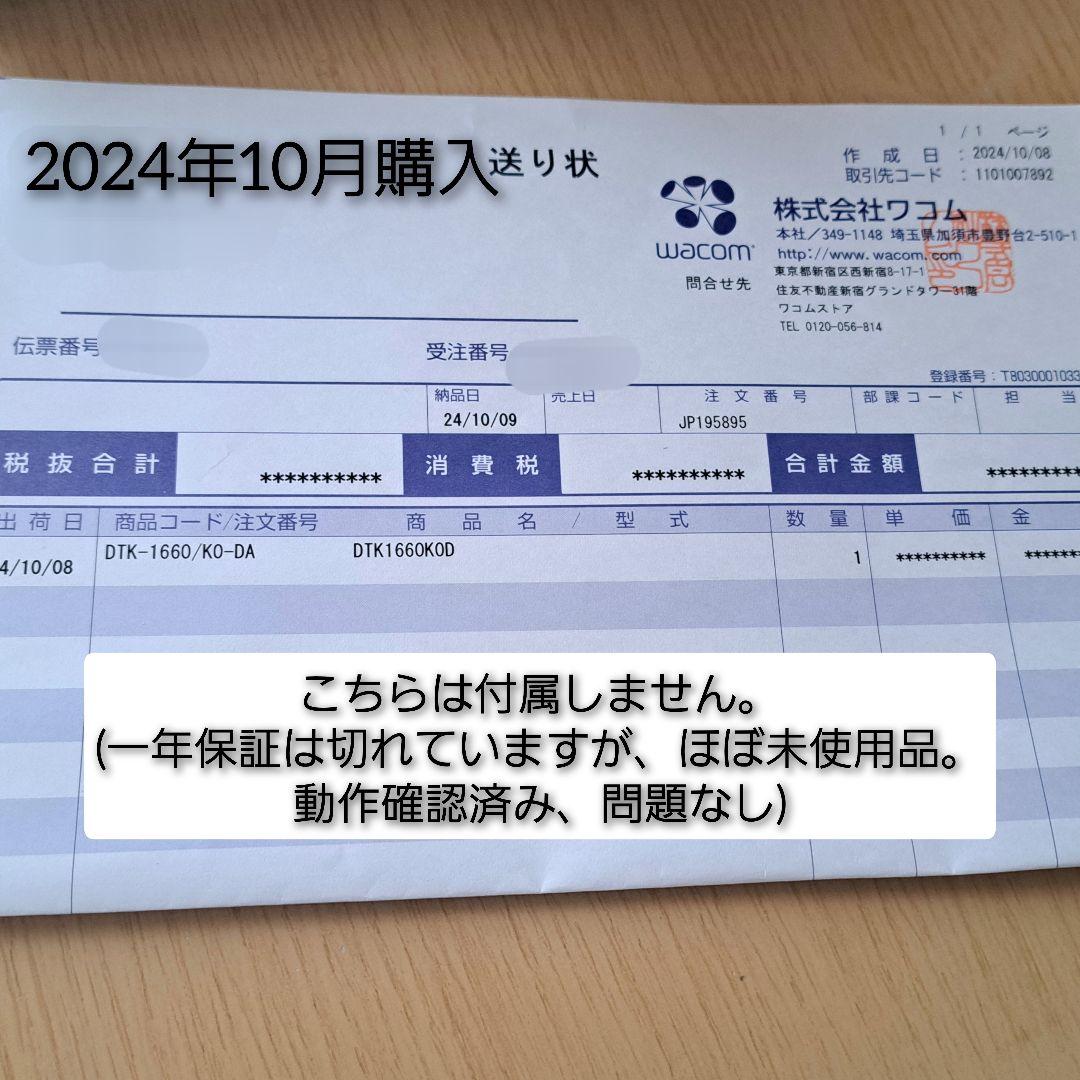 2024年10月購入
送り状
1 / 1 ページ
作成日 : 2024/10/08
取引先コード : 1101007892
wacom
問合せ先
株式会社ワコム
本社/349-1148 埼玉県加須市豊野台2-510-1
http://www.wacom.com
東京都新宿区西新宿8-17-1
住友不動産新宿グランドタワー31階
ワコムストア
TEL 0120-056-814
伝票番号
受注番号
登録番号:T8030001033
納品日 売上日 注文番号 部課コード 担当
24/10/09 JP195895
税抜合計 ********** 消費税 ********** 合計金額 **********
出荷日 商品コード/注文番号 商品名/型式 数量 単価 金
4/10/08 DTK-1660/K0-DA DTK1660K0D 1 ********** ******
こちらは付属しません。
(一年保証は切れていますが、ほぼ未使用品。
動作確認済み、問題なし)